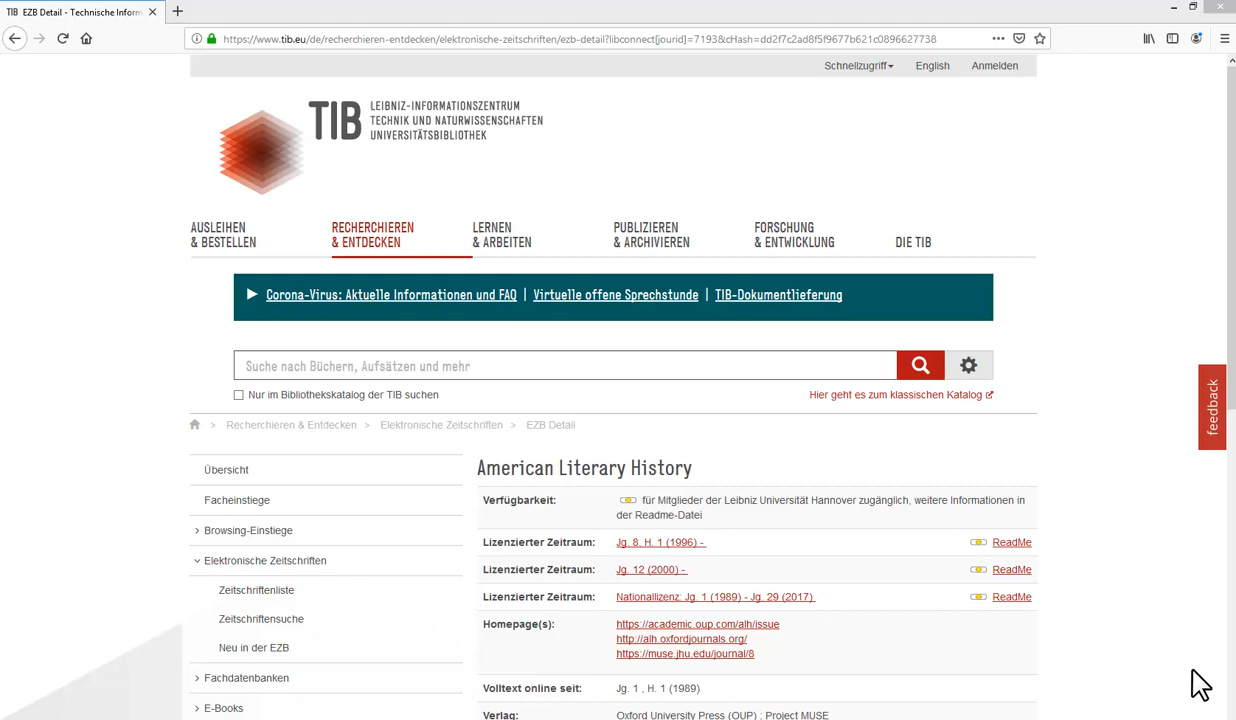 TIB EZB Detail - Technische Inform
https://www.tib.eu/de/recherchieren-entdecken/elektronische-zeitschriften/ezb-detail?libconnect[jourid]=7193&cHash=dd2f7c2ad8f5f9677b621c0896627738
Schnellzugriff English Anmelden
TIB LEIBNIZ-INFORMATIONSZENTRUM
TECHNIK UND NATURWISSENSCHAFTEN
UNIVERSITÄTSBIBLIOTHEK
AUSLEIHEN
& BESTELLEN
RECHERCHIEREN
& ENTDECKEN
LERNEN
& ARBEITEN
PUBLIZIEREN
& ARCHIVIEREN
FORSCHUNG
& ENTWICKLUNG
DIE TIB
Corona-Virus: Aktuelle Informationen und FAQ | Virtuelle offene Sprechstunde | TIB-Dokumentlieferung
Suche nach Büchern, Aufsätzen und mehr
Nur im Bibliothekskatalog der TIB suchen
Hier geht es zum klassischen Katalog
feedback
> Recherchieren & Entdecken > Elektronische Zeitschriften > EZB Detail
Übersicht
Facheinstiege
Browsing-Einstiege
Elektronische Zeitschriften
Zeitschriftenliste
Zeitschriftensuche
Neu in der EZB
Fachdatenbanken
E-Books
American Literary History
Verfügbarkeit: für Mitglieder der Leibniz Universität Hannover zugänglich, weitere Informationen in
der Readme-Datei
Lizenzierter Zeitraum: Jg. 8, H. 1 (1996) - ReadMe
Lizenzierter Zeitraum: Jg. 12 (2000) - ReadMe
Lizenzierter Zeitraum: Nationallizenz: Jg. 1 (1989) - Jg. 29 (2017) ReadMe
Homepage(s): https://academic.oup.com/alh/issue
http://alh.oxfordjournals.org/
https://muse.jhu.edu/journal/8
Volltext online seit: Jg. 1 , H. 1 (1989)
Verlag: Oxford University Press (OUP) ; Project MUSE